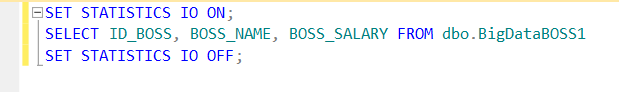 SET STATISTICS IO ON;
SELECT ID_BOSS, BOSS_NAME, BOSS_SALARY FROM dbo.BigDataBOSS1
SET STATISTICS IO OFF;